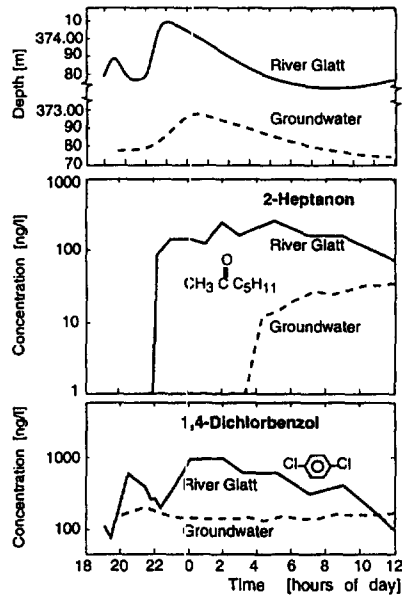 Depth [m]
10
374.00
90
80
373.00
90
80
70
River Glatt
Groundwater
Concentration [ng/l]
1000
100
10
1
2-Heptanon
River Glatt
O
CH3 C C5H11
Groundwater
Concentration [ng/l]
1000
100
1,4-Dichlorbenzol
Cl Cl
River Glatt
Groundwater
18 20 22 0 2 4 6 8 10 12
Time [hours of day]